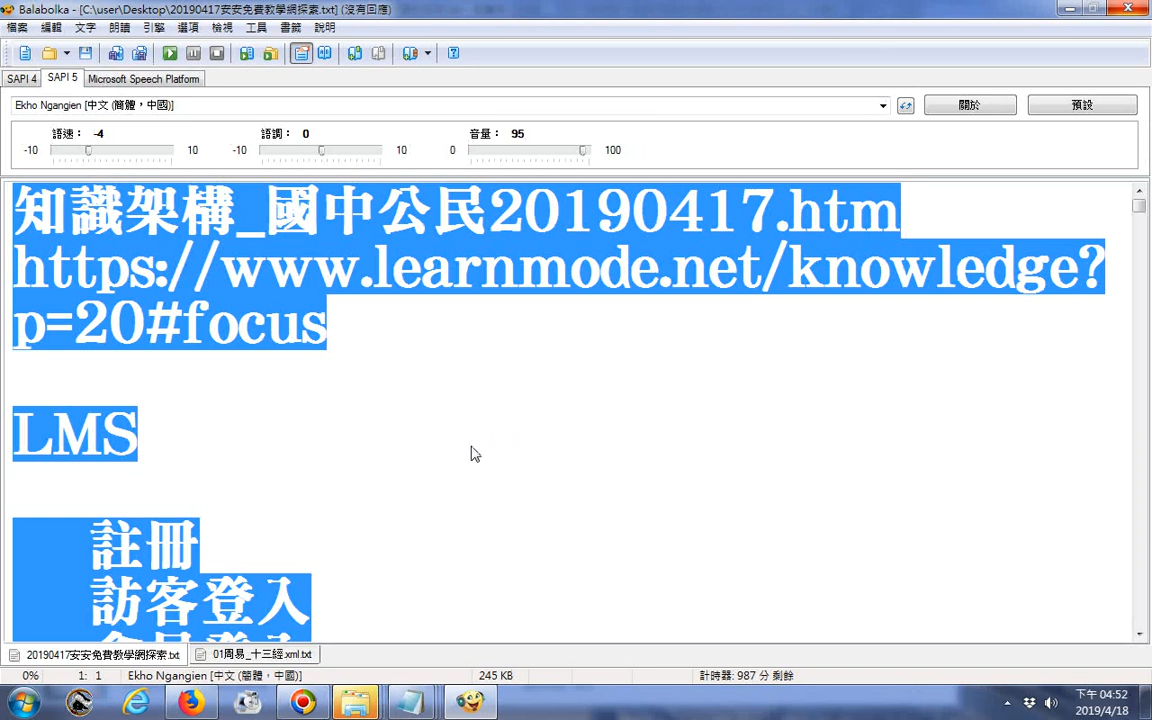 Balabolka - [C:\user\Desktop\20190417安安免費教學網探索.txt] (沒有回應)
檔案 編輯 文字 朗讀 引擎 選項 檢視 工具 書籤 說明
SAPI 4 SAPI 5 Microsoft Speech Platform
Ekho Ngangien [中文 (簡體，中國)] 關於 預設
語速： -4 語調： 0 音量： 95
-10 10 -10 10 0 100
知識架構_國中公民20190417.htm
https://www.learnmode.net/knowledge?
p=20#focus
LMS
註冊
訪客登入
會員登入
20190417安安免費教學網探索.txt 01周易_十三經.xml.txt
0% 1: 1 Ekho Ngangien [中文 (簡體，中國)] 245 KB 計時器: 987 分 剩餘
下午 04:52
2019/4/18